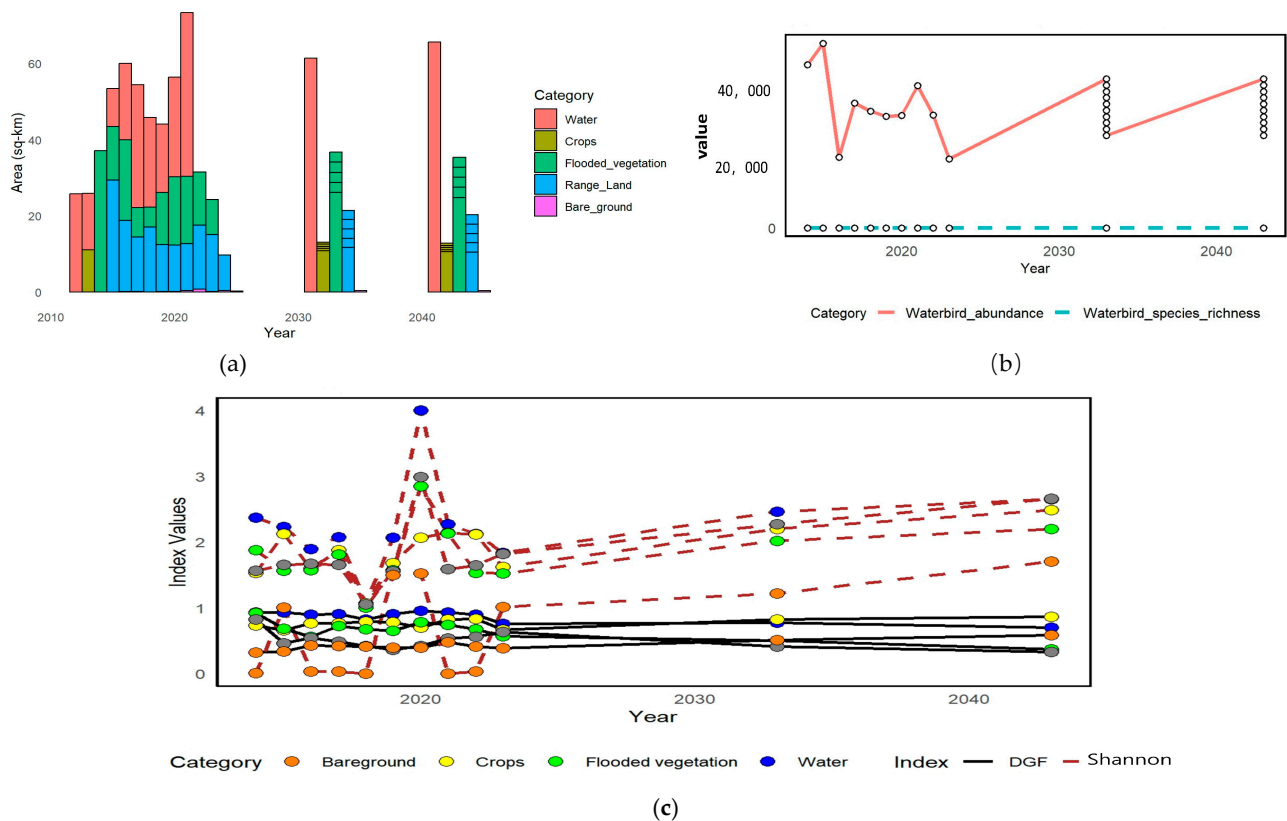 60
40
20
0
Area (sq-km)
2010
2020
2030
2040
Year
Category
Water
Crops
Flooded_vegetation
Range_Land
Bare_ground
(a)
40, 000
20, 000
0
value
2020
2030
2040
Year
Category Waterbird_abundance Waterbird_species_richness
(b)
4
3
2
1
0
Index Values
2020
2030
2040
Year
Category Bareground Crops Flooded vegetation Water Index DGF Shannon
(c)